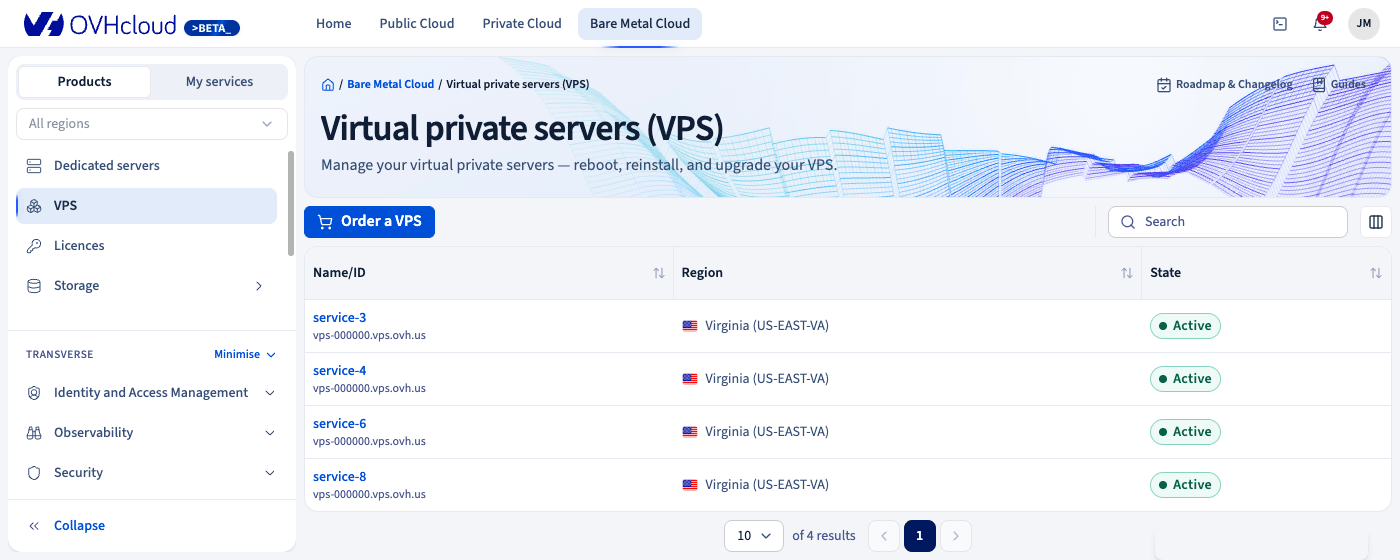 OVHcloud >BETA_
Home Public Cloud Private Cloud Bare Metal Cloud
9+
JM
Products My services
All regions
Dedicated servers
VPS
Licences
Storage
TRANSVERSE Minimise
Identity and Access Management
Observability
Security
Collapse
/ Bare Metal Cloud / Virtual private servers (VPS)
Roadmap & Changelog Guides
Virtual private servers (VPS)
Manage your virtual private servers — reboot, reinstall, and upgrade your VPS.
Order a VPS
Search
Name/ID Region State
service-3
vps-000000.vps.ovh.us
Virginia (US-EAST-VA) Active
service-4
vps-000000.vps.ovh.us
Virginia (US-EAST-VA) Active
service-6
vps-000000.vps.ovh.us
Virginia (US-EAST-VA) Active
service-8
vps-000000.vps.ovh.us
Virginia (US-EAST-VA) Active
10 of 4 results 1